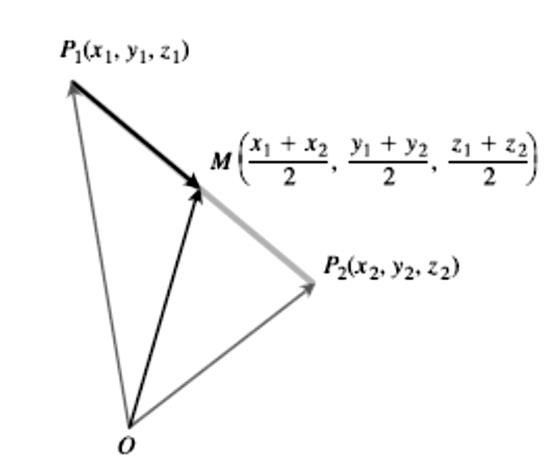 P₁(x₁, y₁, z₁)
M(x₁ + x₂/2, y₁ + y₂/2, z₁ + z₂/2)
P₂(x₂, y₂, z₂)
O